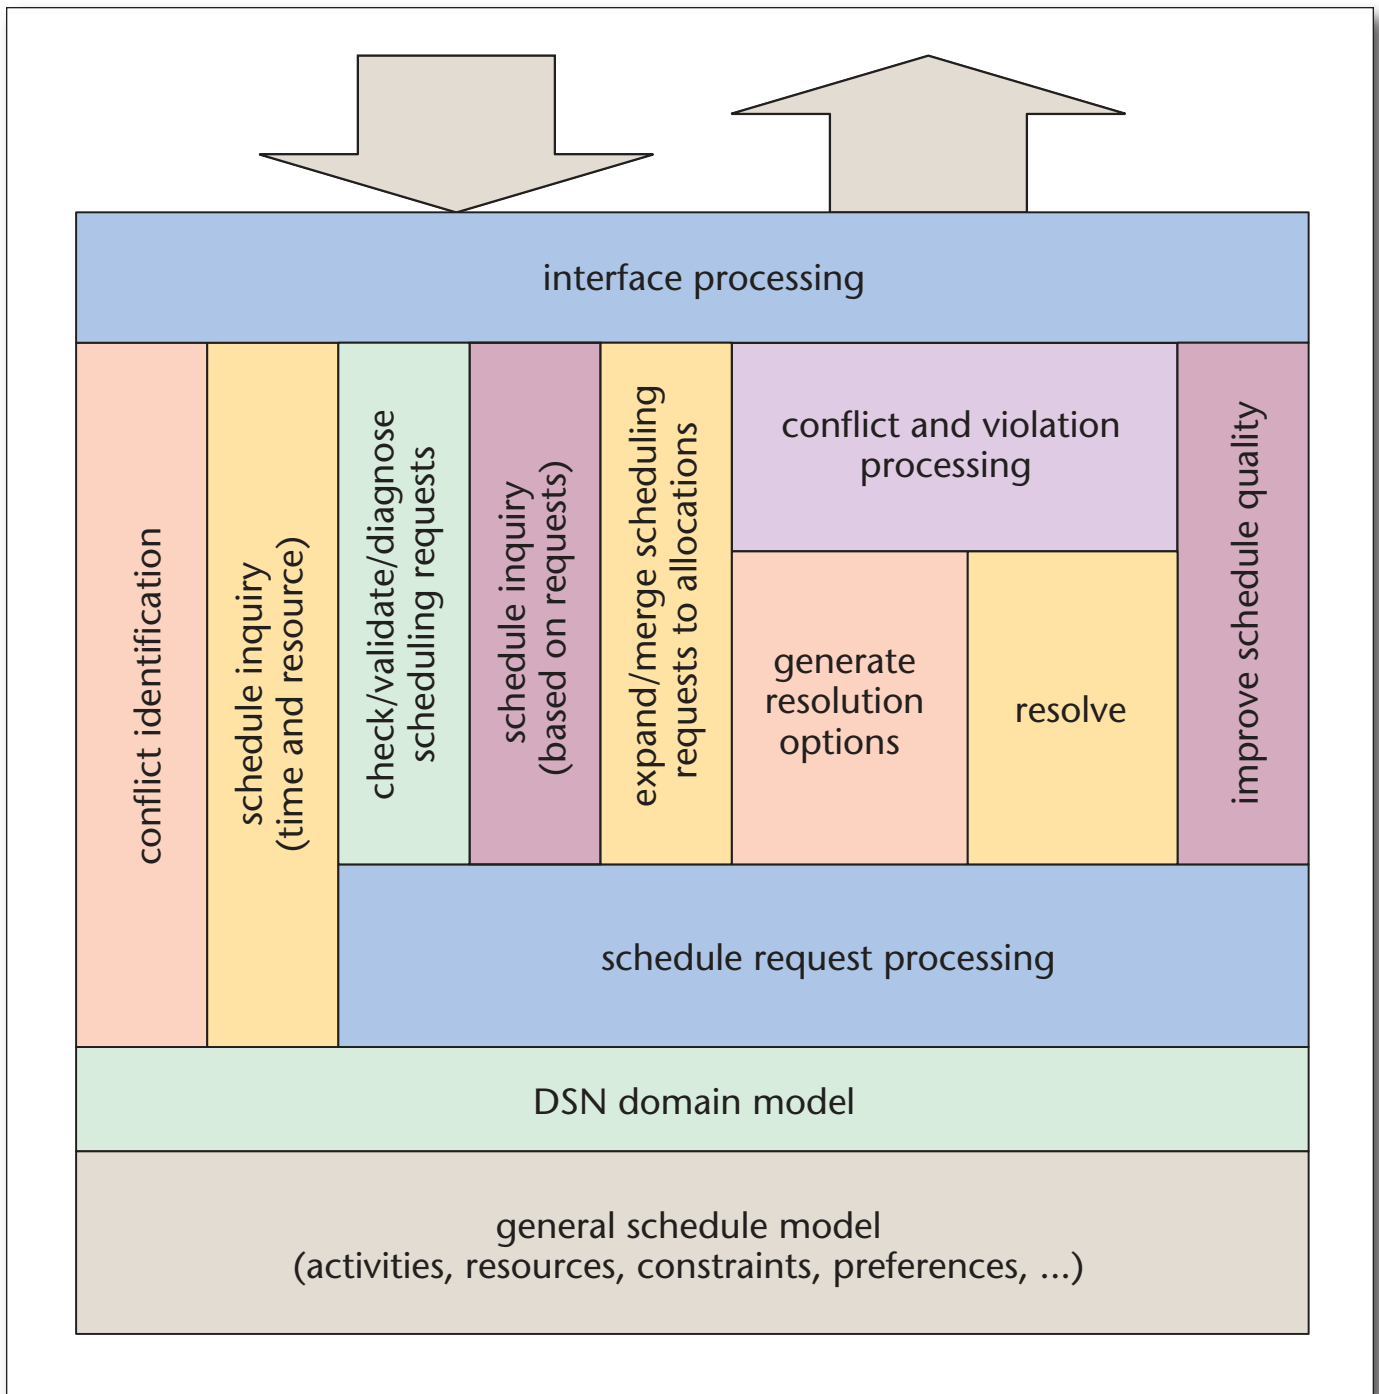 interface processing
conflict identification
schedule inquiry
(time and resource)
check/validate/diagnose
scheduling requests
schedule inquiry
(based on requests)
expand/merge scheduling
requests to allocations
conflict and violation
processing
generate
resolution
options
resolve
improve schedule quality
schedule request processing
DSN domain model
general schedule model
(activities, resources, constraints, preferences, ...)